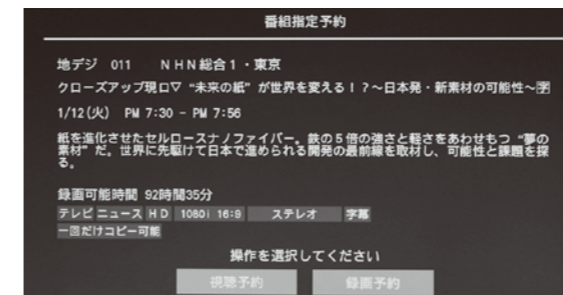 番組指定予約
地デジ 011 NHN総合1・東京
クローズアップ現ロ▽ “未来の紙”が世界を変える!?～日本発・新素材の可能性～字
1/12(火) PM 7:30 - PM 7:56
紙を進化させたセルロースナノファイバー。鉄の5倍の強さと軽さをあわせもつ“夢の
素材”だ。世界に先駆けて日本で進められる開発の最前線を取材し、可能性と課題を探
る。
録画可能時間 92時間35分
テレビ ニュース HD 1080i 16:9 ステレオ 字幕
一回だけコピー可能
操作を選択してください
視聴予約 録画予約